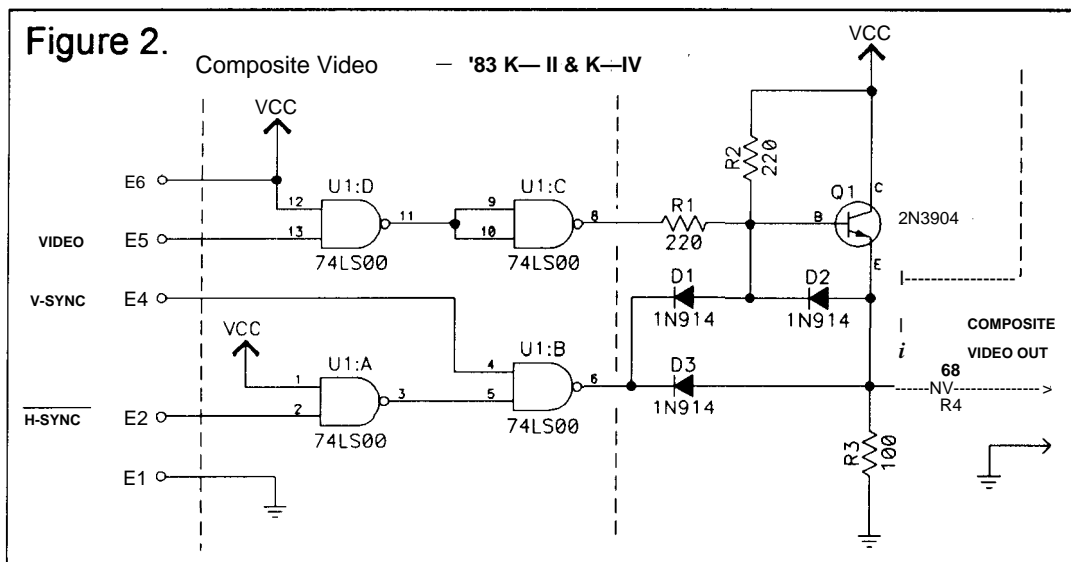 Figure 2.
Composite Video – '83 K— II & K—IV
VCC
VCC
E6
U1:D
12
13
11
74LS00
U1:C
9
10
8
74LS00
R2
220
R1
220
Q1
C
B
E
2N3904
VIDEO E5
V-SYNC E4
D1
1N914
D2
1N914
VCC
U1:A
1
2
3
74LS00
U1:B
4
5
6
74LS00
D3
1N914
COMPOSITE
VIDEO OUT
i
68
NV
R4
H-SYNC E2
E1
R3
100